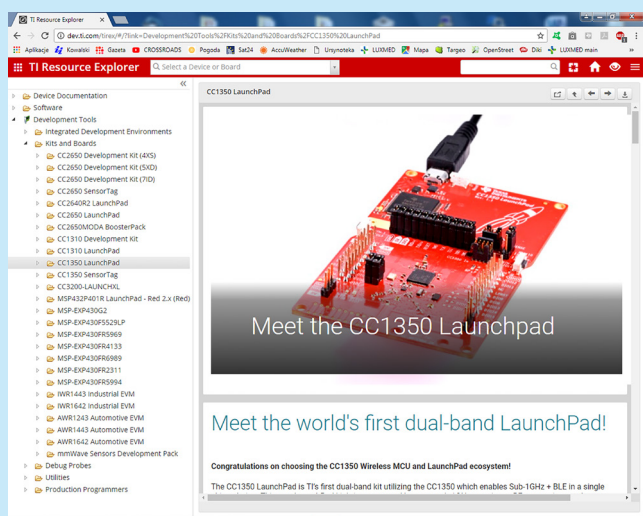 TI Resource Explorer
dev.ti.com/tirex/#/?link=Development%20Tools%2FKits%20and%20Boards%2FCC1350%20LaunchPad
Aplikacje Kowalski Gazeta CROSSROADS Pogoda Sat24 AccuWeather Ursynoteka LUXMED Mapa Targeo OpenStreet Diki LUXMED main
TI Resource Explorer Select a Device or Board
Device Documentation
Software
Development Tools
Integrated Development Environments
Kits and Boards
CC2650 Development Kit (4XS)
CC2650 Development Kit (5XD)
CC2650 Development Kit (7ID)
CC2650 SensorTag
CC2640R2 LaunchPad
CC2650 LaunchPad
CC2650MODA BoosterPack
CC1310 Development Kit
CC1310 LaunchPad
CC1350 LaunchPad
CC1350 SensorTag
CC3200-LAUNCHXL
MSP432P401R LaunchPad - Red 2.x (Red)
MSP-EXP430G2
MSP-EXP430F5529LP
MSP-EXP430FR5969
MSP-EXP430FR4133
MSP-EXP430FR6989
MSP-EXP430FR2311
MSP-EXP430FR5994
IWR1443 Industrial EVM
IWR1642 Industrial EVM
AWR1243 Automotive EVM
AWR1443 Automotive EVM
AWR1642 Automotive EVM
mmWave Sensors Development Pack
Debug Probes
Utilities
Production Programmers
CC1350 LaunchPad
Meet the CC1350 Launchpad
Meet the world's first dual-band LaunchPad!
Congratulations on choosing the CC1350 Wireless MCU and LaunchPad ecosystem!
The CC1350 LaunchPad is TI's first dual-band kit utilizing the CC1350 which enables Sub-1GHz + BLE in a single